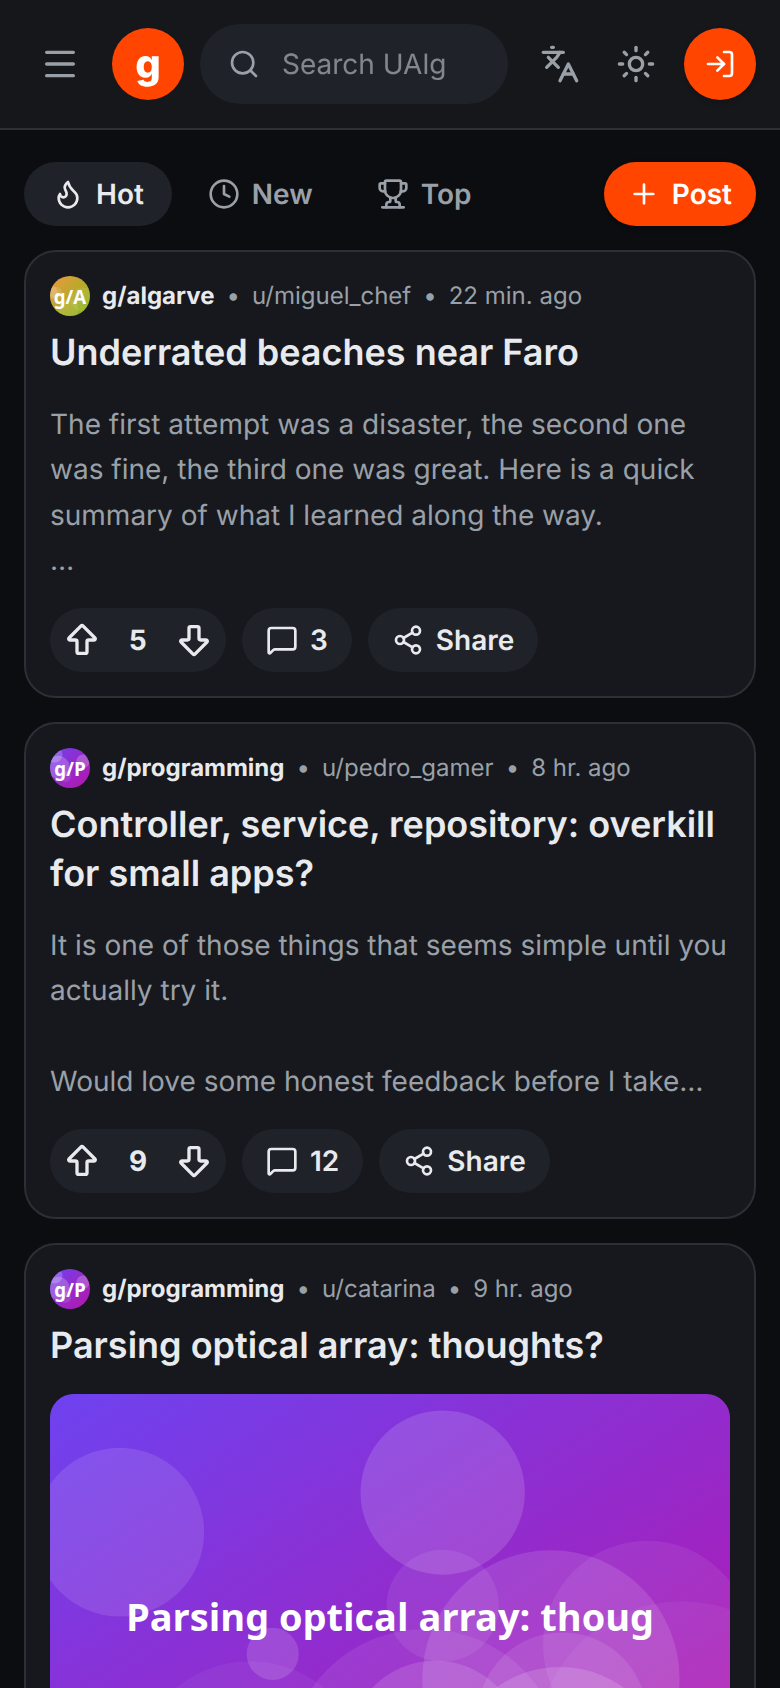 g
Search UAlg
Hot
New
Top
Post
g/A g/algarve • u/miguel_chef • 22 min. ago
Underrated beaches near Faro
The first attempt was a disaster, the second one
was fine, the third one was great. Here is a quick
summary of what I learned along the way.
...
5
3
Share
g/P g/programming • u/pedro_gamer • 8 hr. ago
Controller, service, repository: overkill
for small apps?
It is one of those things that seems simple until you
actually try it.
Would love some honest feedback before I take...
9
12
Share
g/P g/programming • u/catarina • 9 hr. ago
Parsing optical array: thoughts?
Parsing optical array: thoug